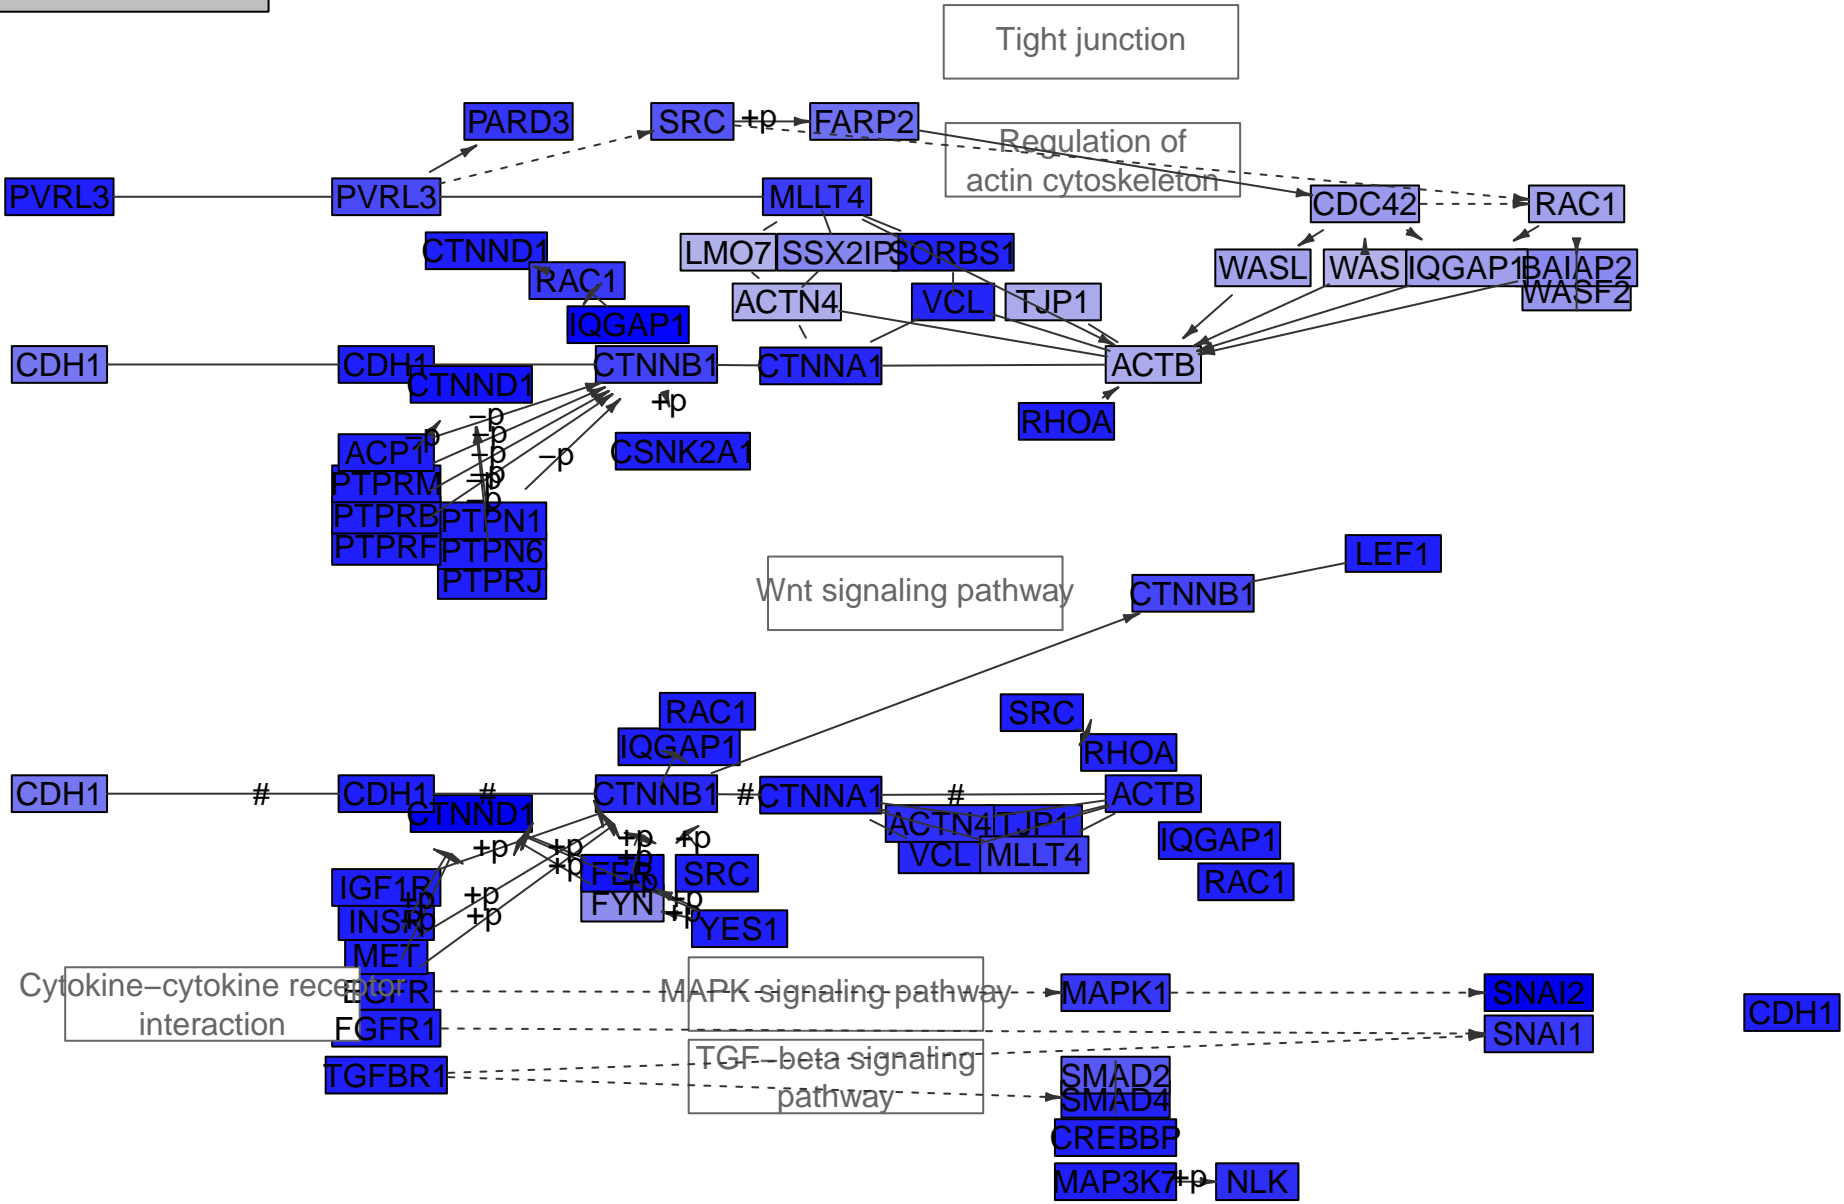 Tight junction
PARD3
SRC
+p
FARP2
Regulation of
actin cytoskeleton
PVRL3
PVRL3
MLLT4
CDC42
RAC1
CTNND1
LMO7
SSX2IP
SORBS1
WASL
WAS
IQGAP1
BAIAP2
RAC1
ACTN4
VCL
TJP1
WASF2
IQGAP1
CDH1
CDH1
CTNNB1
CTNNA1
ACTB
CTNND1
+p
–p
RHOA
–p
–p
ACP1
–p
–p
CSNK2A1
PTPRM
–p
–p
–p
PTPRB
PTPN1
PTPRF
PTPN6
LEF1
PTPRJ
Wnt signaling pathway
CTNNB1
RAC1
SRC
IQGAP1
RHOA
CDH1
#
CDH1
#
CTNNB1
#
CTNNA1
#
ACTB
CTNND1
ACTN4
TJP1
+p
+p
+p
+p
IQGAP1
+p
+p
VCL
MLLT4
FER
SRC
IGF1R
+p
RAC1
+p
+p
+p
FYN
INSR
+p
+p
+p
YES1
MET
Cytokine–cytokine receptor
interaction
EGFR
MAPK signaling pathway
MAPK1
SNAI2
CDH1
FGFR1
SNAI1
TGF–beta signaling
pathway
TGFBR1
SMAD2
SMAD4
CREBBP
MAP3K7
+p
NLK